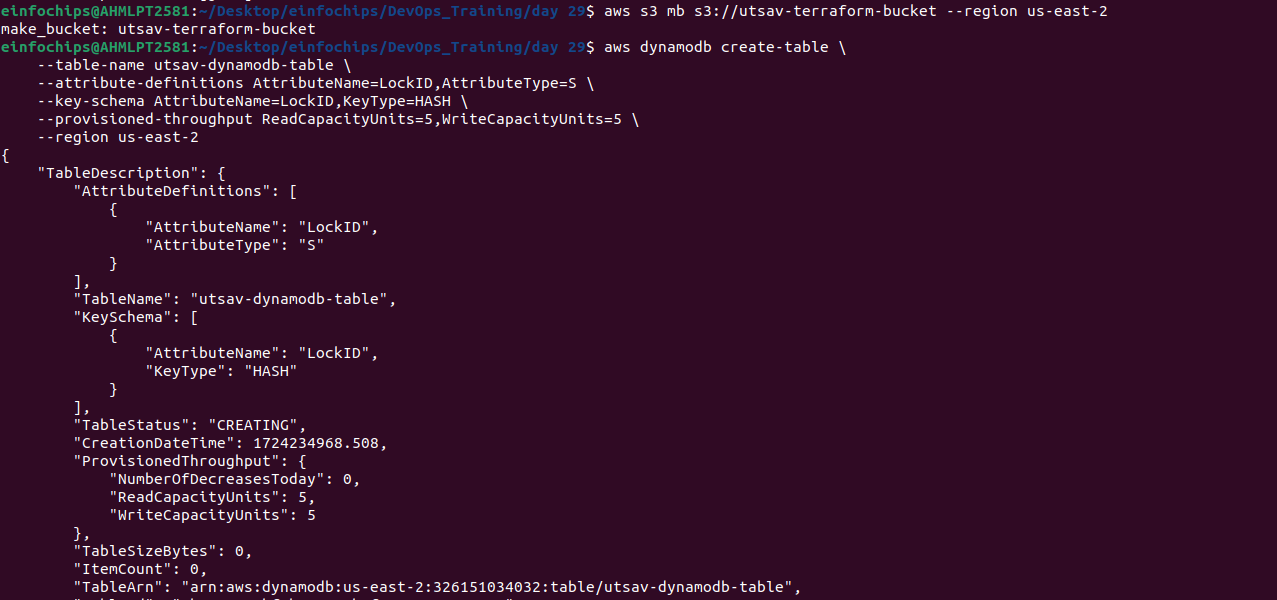 einfochips@AHMLPT2581:~/Desktop/einfochips/DevOps_Training/day 29$ aws s3 mb s3://utsav-terraform-bucket --region us-east-2
make_bucket: utsav-terraform-bucket
einfochips@AHMLPT2581:~/Desktop/einfochips/DevOps_Training/day 29$ aws dynamodb create-table \
    --table-name utsav-dynamodb-table \
    --attribute-definitions AttributeName=LockID,AttributeType=S \
    --key-schema AttributeName=LockID,KeyType=HASH \
    --provisioned-throughput ReadCapacityUnits=5,WriteCapacityUnits=5 \
    --region us-east-2
{
    "TableDescription": {
        "AttributeDefinitions": [
            {
                "AttributeName": "LockID",
                "AttributeType": "S"
            }
        ],
        "TableName": "utsav-dynamodb-table",
        "KeySchema": [
            {
                "AttributeName": "LockID",
                "KeyType": "HASH"
            }
        ],
        "TableStatus": "CREATING",
        "CreationDateTime": 1724234968.508,
        "ProvisionedThroughput": {
            "NumberOfDecreasesToday": 0,
            "ReadCapacityUnits": 5,
            "WriteCapacityUnits": 5
        },
        "TableSizeBytes": 0,
        "ItemCount": 0,
        "TableArn": "arn:aws:dynamodb:us-east-2:326151034032:table/utsav-dynamodb-table",